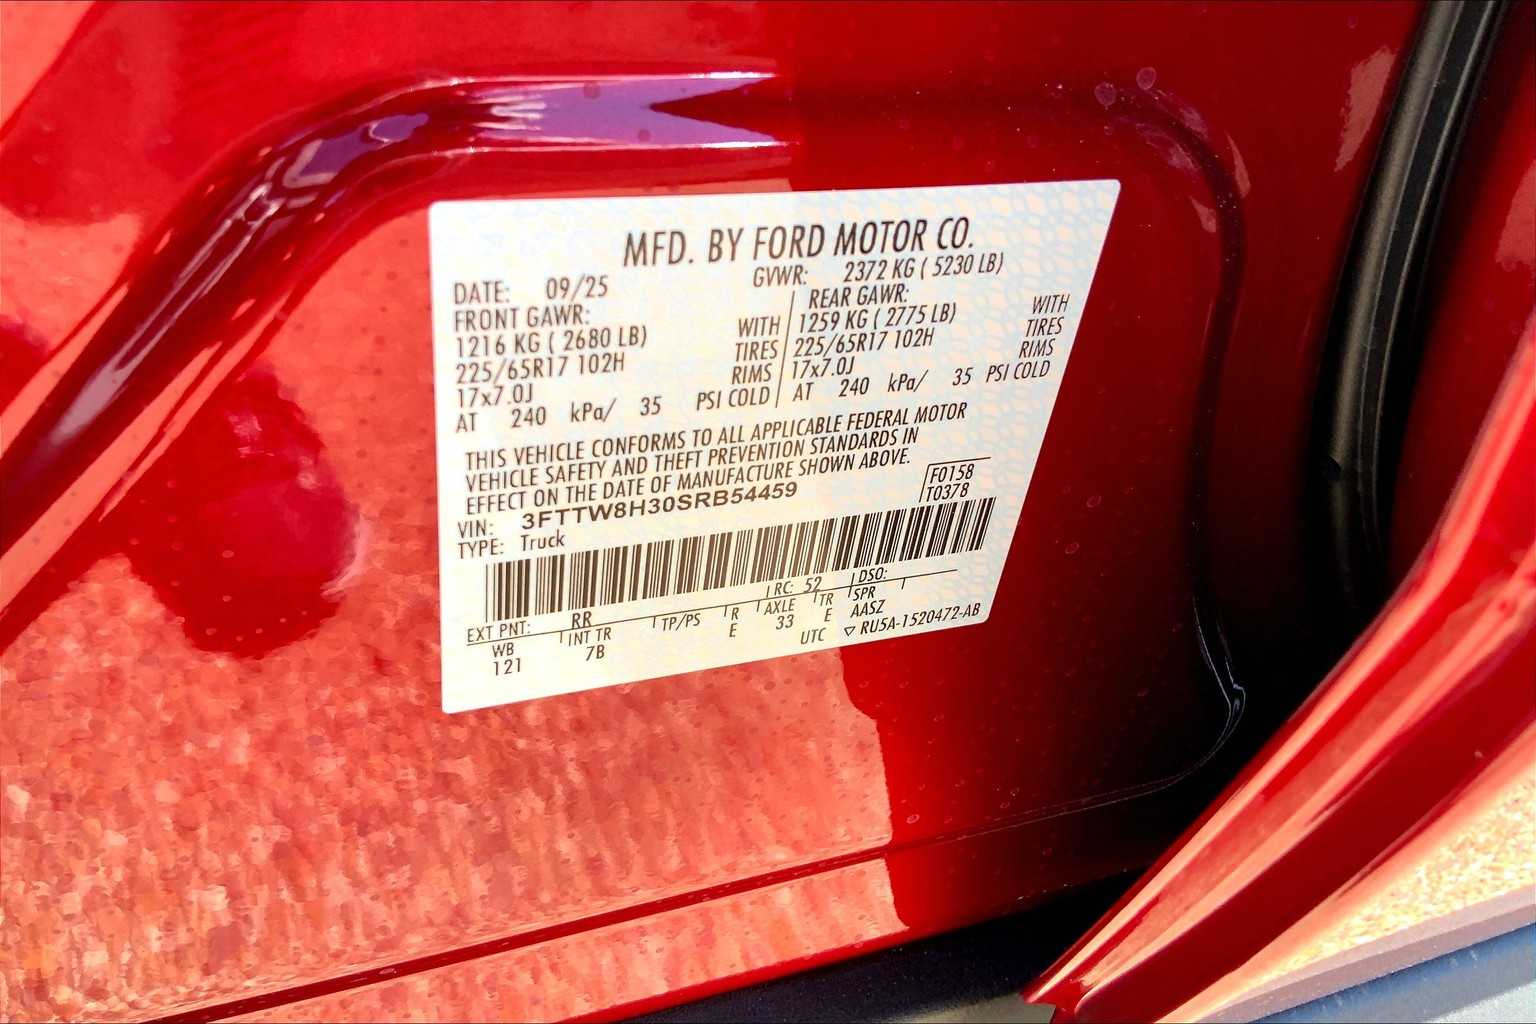 MFD. BY FORD MOTOR CO.
DATE: 09/25 GVWR: 2372 KG ( 5230 LB)
FRONT GAWR:
1216 KG ( 2680 LB) WITH
225/65R17 102H TIRES
17x7.0J RIMS
AT 240 kPa/ 35 PSI COLD
REAR GAWR: WITH
1259 KG ( 2775 LB) TIRES
225/65R17 102H RIMS
17x7.0J
AT 240 kPa/ 35 PSI COLD
THIS VEHICLE CONFORMS TO ALL APPLICABLE FEDERAL MOTOR
VEHICLE SAFETY AND THEFT PREVENTION STANDARDS IN
EFFECT ON THE DATE OF MANUFACTURE SHOWN ABOVE.
F0158
T0378
VIN: 3FTTW8H30SRB54459
TYPE: Truck
EXT PNT: RR RC: 52 DSO:
WB INT TR TP/PS R AXLE TR SPR
121 7B E 33 E AASZ
UTC ▽ RU5A-1520472-AB